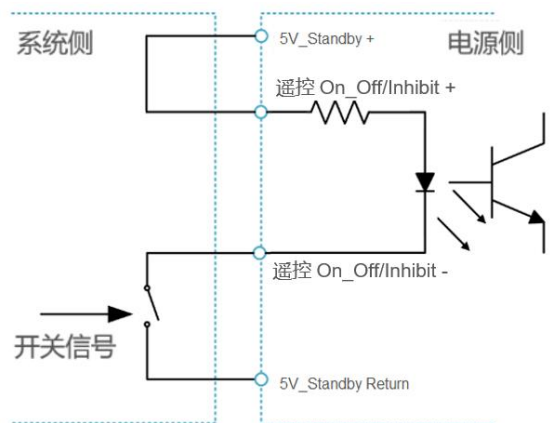 系统侧
5V_Standby +
电源侧
遥控 On_Off/Inhibit +
遥控 On_Off/Inhibit -
开关信号
5V_Standby Return